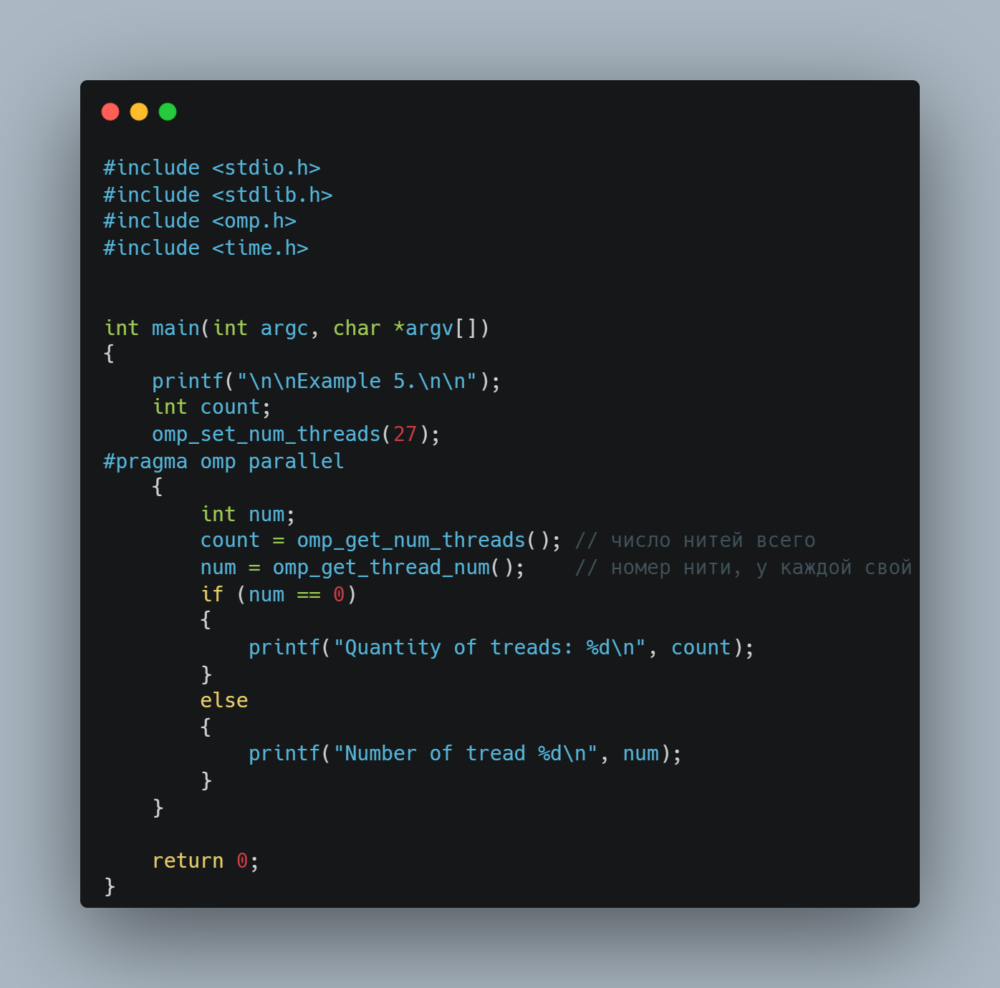 #include <stdio.h>
#include <stdlib.h>
#include <omp.h>
#include <time.h>
int main(int argc, char *argv[])
{
    printf("\n\nExample 5.\n\n");
    int count;
    omp_set_num_threads(27);
#pragma omp parallel
    {
        int num;
        count = omp_get_num_threads(); // число нитей всего
        num = omp_get_thread_num();    // номер нити, у каждой свой
        if (num == 0)
        {
            printf("Quantity of treads: %d\n", count);
        }
        else
        {
            printf("Number of tread %d\n", num);
        }
    }
    return 0;
}